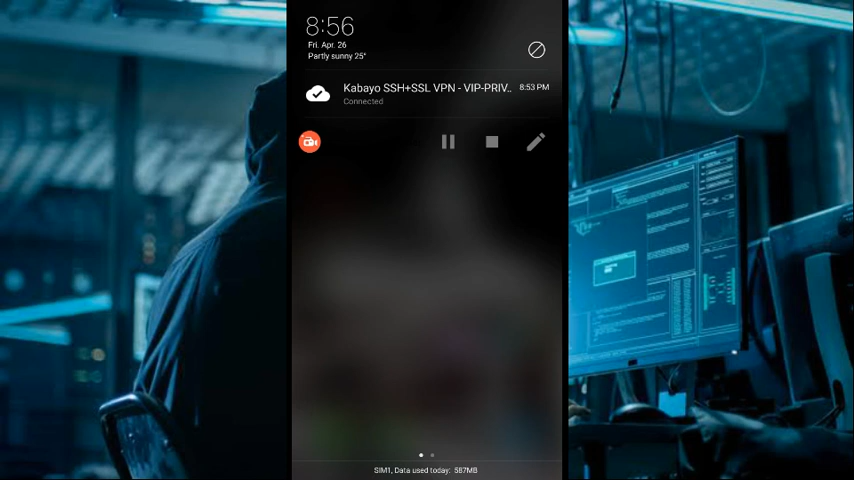 8:56
Fri. Apr. 26
Partly sunny 25°
Kabayo SSH+SSL VPN - VIP-PRIV..
8:53 PM
Connected
SIM1, Data used today: 587MB